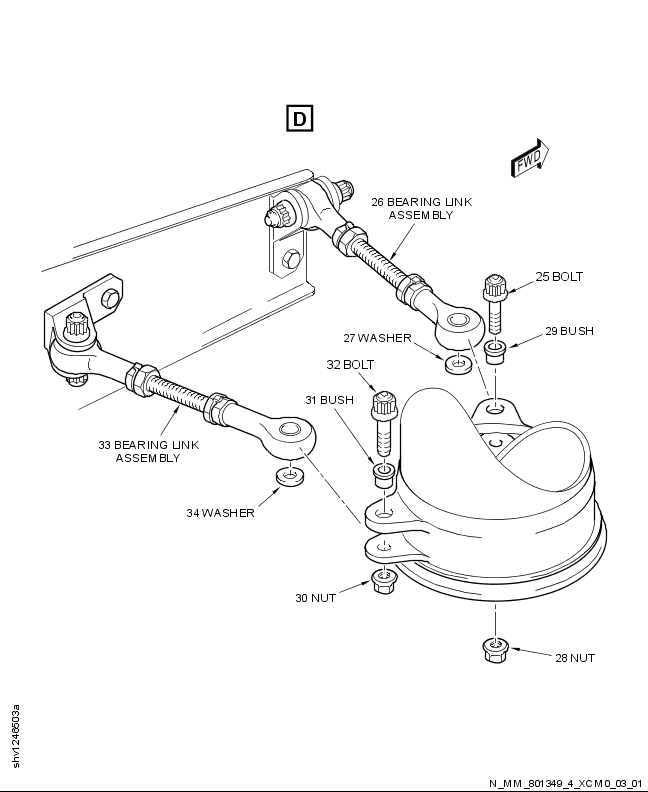 D
FWD
26 BEARING LINK
ASSEMBLY
25 BOLT
29 BUSH
27 WASHER
32 BOLT
31 BUSH
33 BEARING LINK
ASSEMBLY
34 WASHER
30 NUT
28 NUT
shv1246503a
N_MM_801349_4_XCM0_03_01